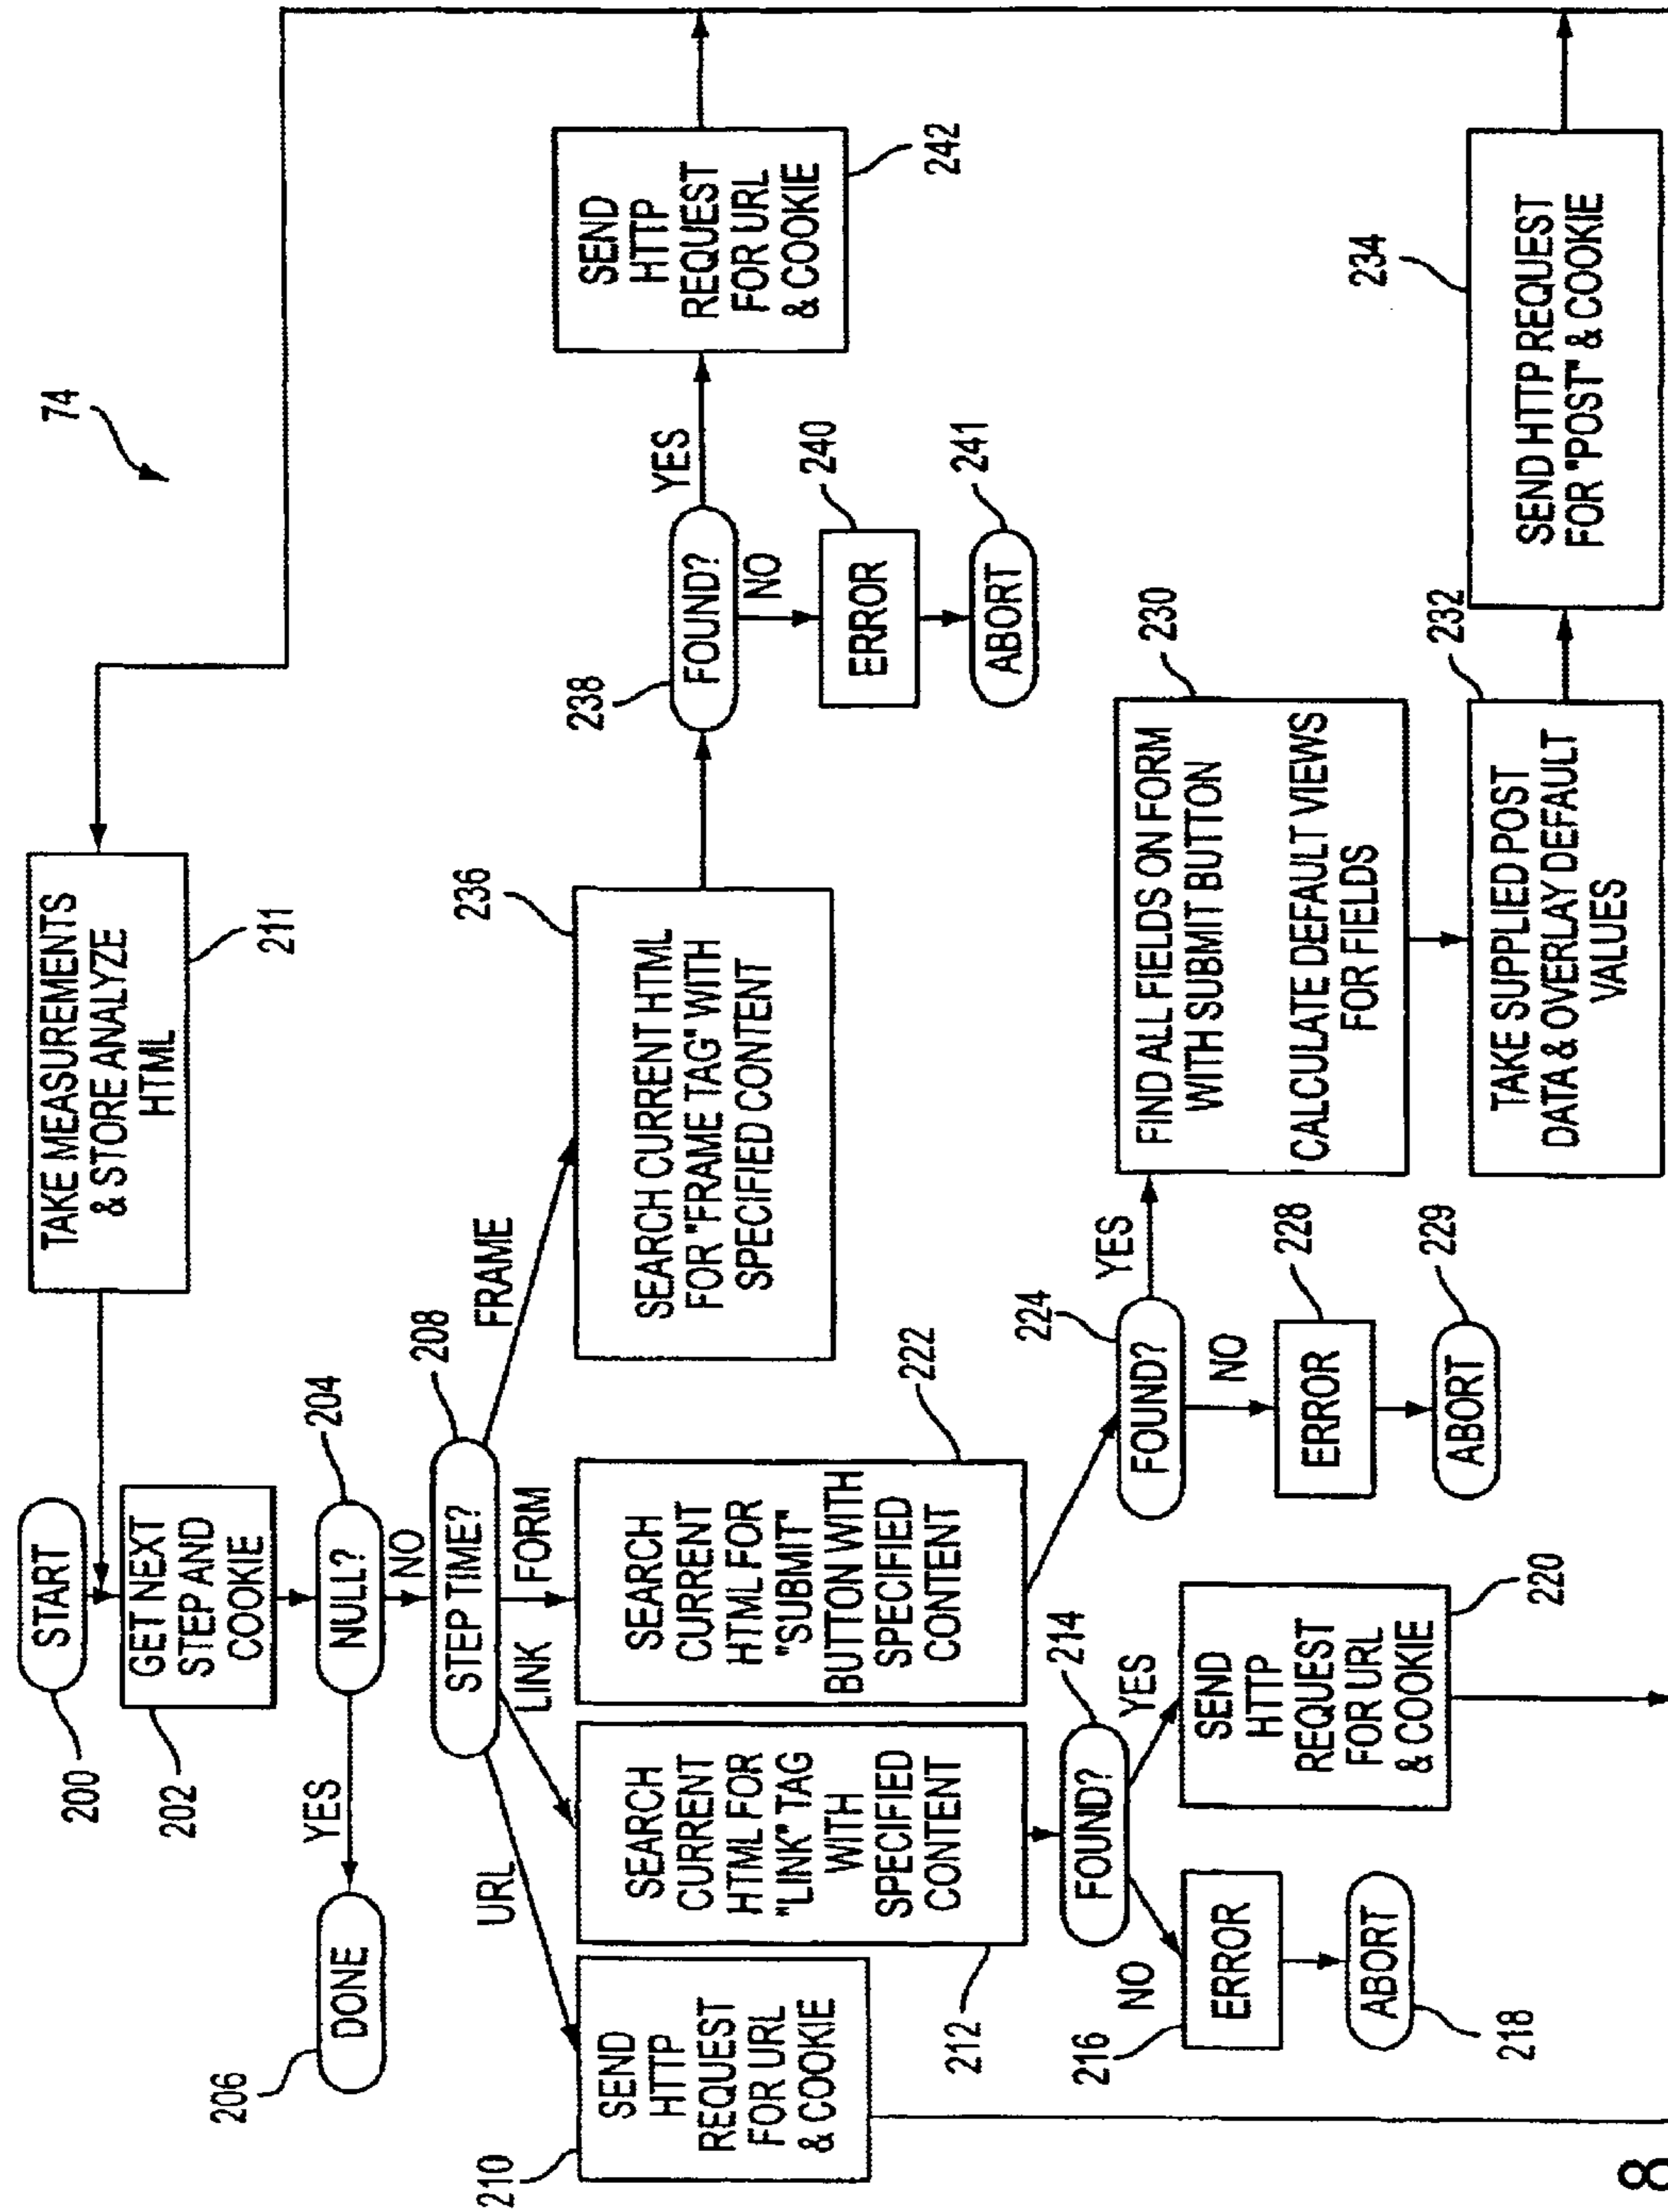 74
START
200
GET NEXT
STEP AND
COOKIE
202
TAKE MEASUREMENTS
& STORE ANALYZE
HTML
211
NULL?
204
YES
DONE
206
NO
STEP TIME?
208
URL
LINK
FORM
FRAME
SEND
HTTP
REQUEST
FOR URL
& COOKIE
210
SEARCH
CURRENT
HTML FOR
"LINK" TAG
WITH
SPECIFIED
CONTENT
212
SEARCH
CURRENT
HTML FOR
"SUBMIT"
BUTTON WITH
SPECIFIED
CONTENT
222
SEARCH CURRENT HTML
FOR "FRAME TAG" WITH
SPECIFIED CONTENT
236
FOUND?
238
YES
NO
SEND
HTTP
REQUEST
FOR URL
& COOKIE
242
ERROR
240
ABORT
241
FOUND?
214
NO
YES
ERROR
216
ABORT
218
SEND
HTTP
REQUEST
FOR URL
& COOKIE
220
FOUND?
224
YES
NO
ERROR
228
ABORT
229
FIND ALL FIELDS ON FORM
WITH SUBMIT BUTTON
CALCULATE DEFAULT VIEWS
FOR FIELDS
230
TAKE SUPPLIED POST
DATA & OVERLAY DEFAULT
VALUES
232
SEND HTTP REQUEST
FOR "POST" & COOKIE
234
8